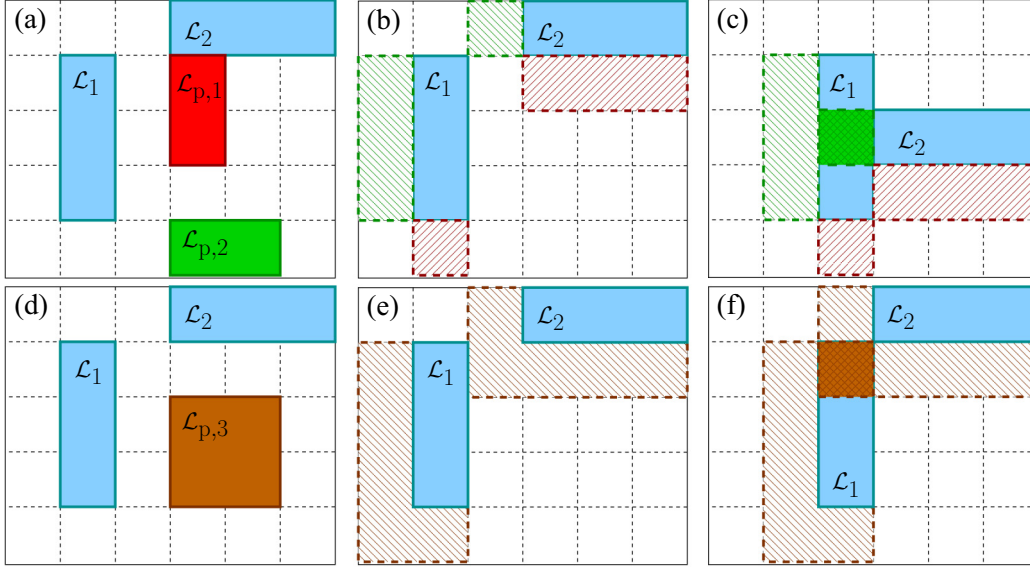 (a)
ℒ₂
ℒ₁
ℒp,1
ℒp,2
(b)
ℒ₂
ℒ₁
(c)
ℒ₁
ℒ₂
(d)
ℒ₂
ℒ₁
ℒp,3
(e)
ℒ₂
ℒ₁
(f)
ℒ₂
ℒ₁